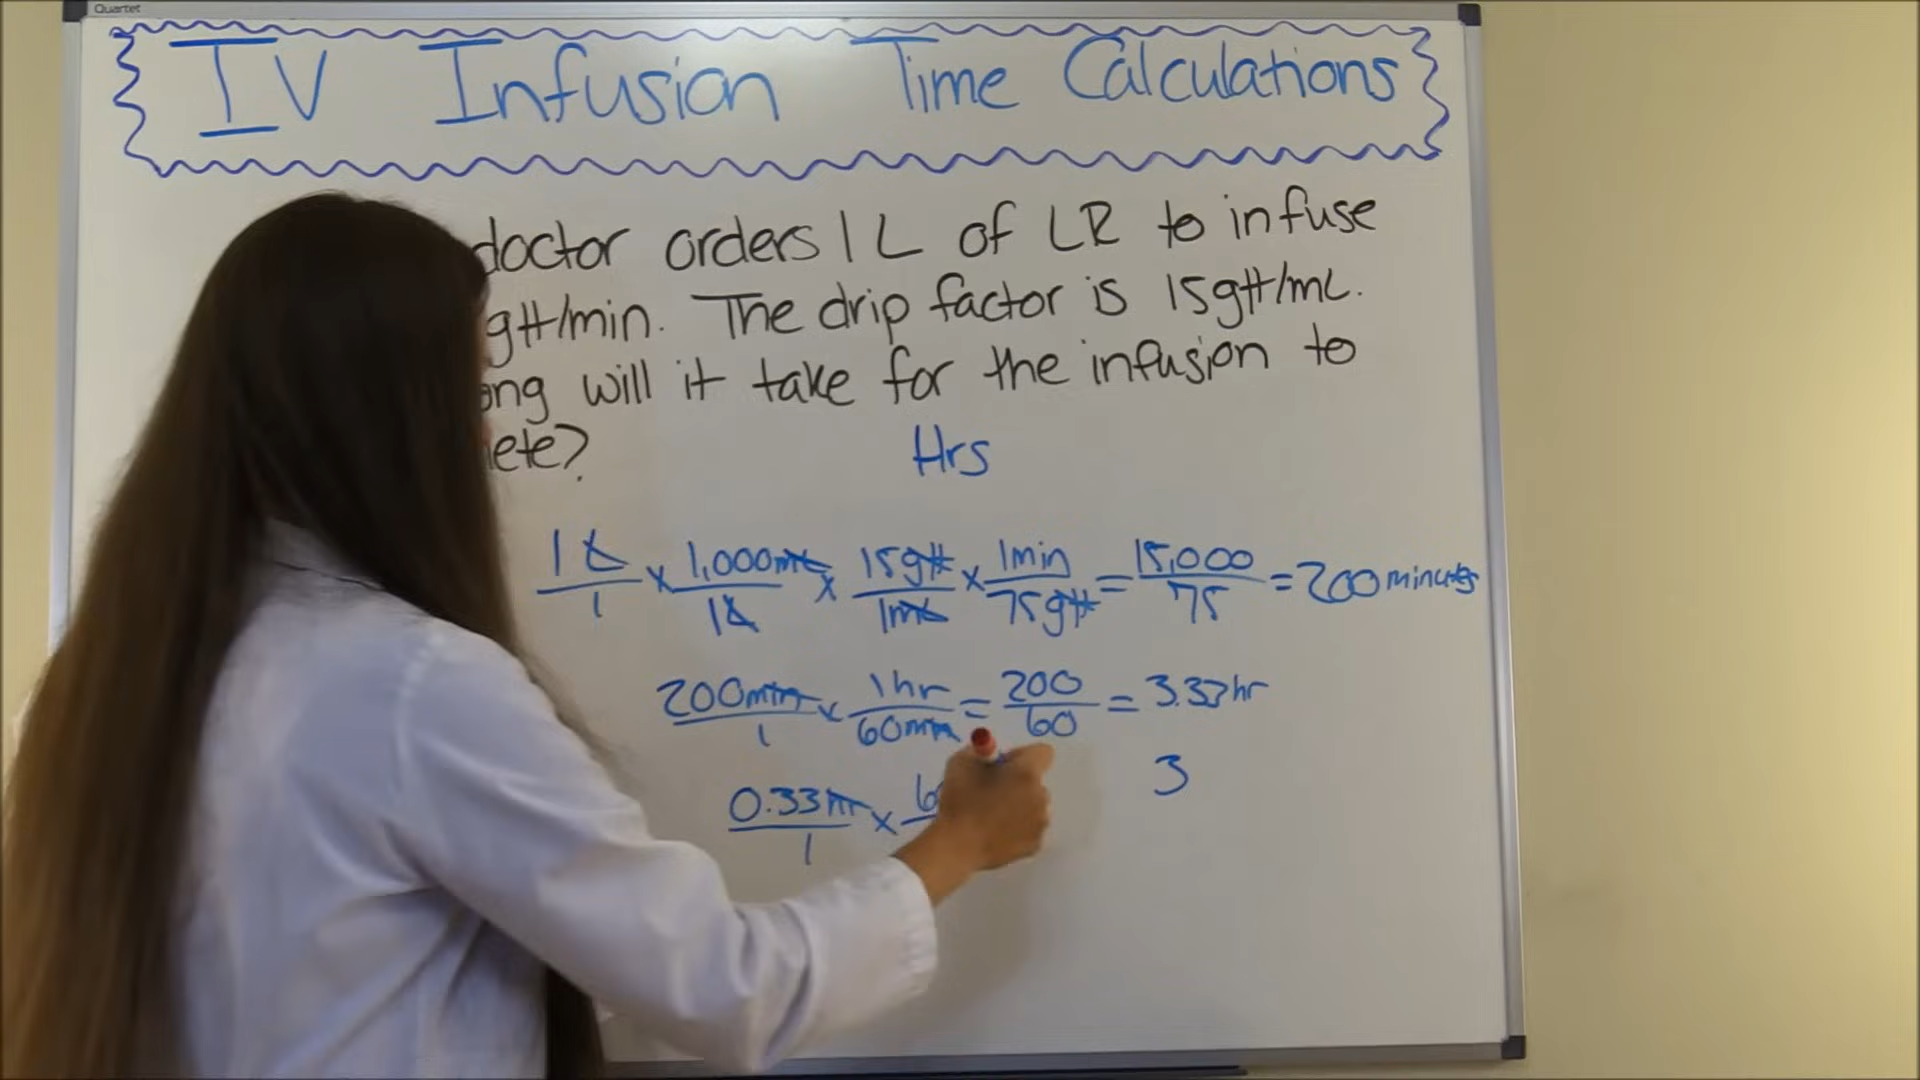 Quartet
IV Infusion Time Calculations
doctor orders 1 L of LR to infuse
gtt/min. The drip factor is 15gtt/mL.
ong will it take for the infusion to
lete?
Hrs
1 L/1 x 1,000mL/1L x 15gtt/1mL x 1min/75gtt = 15,000/75 = 200 minutes
200min/1 x 1hr/60min = 200/60 = 3.33hr
3
0.33hr/1 x 6